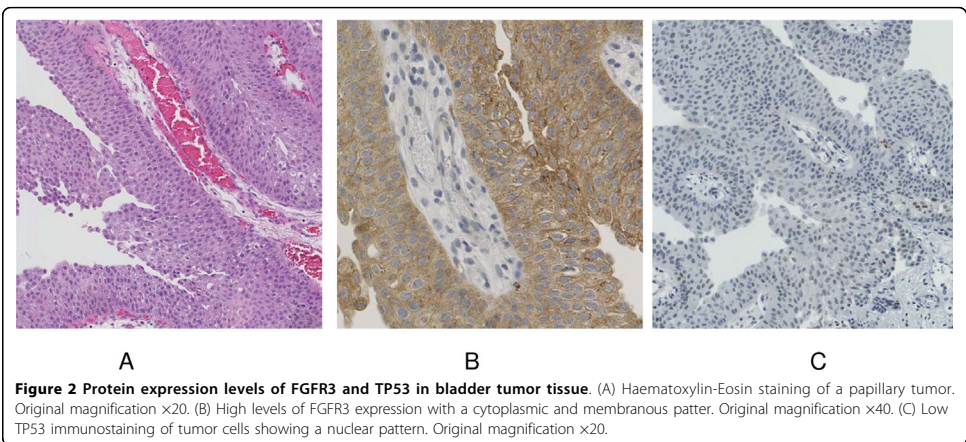 A B C
Figure 2 Protein expression levels of FGFR3 and TP53 in bladder tumor tissue. (A) Haematoxylin-Eosin staining of a papillary tumor.
Original magnification ×20. (B) High levels of FGFR3 expression with a cytoplasmic and membranous patter. Original magnification ×40. (C) Low
TP53 immunostaining of tumor cells showing a nuclear pattern. Original magnification ×20.